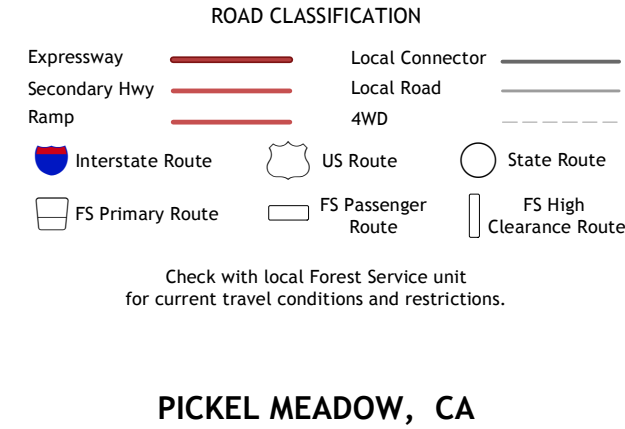 ROAD CLASSIFICATION
Expressway
Local Connector
Secondary Hwy
Local Road
Ramp
4WD
Interstate Route
US Route
State Route
FS Primary Route
FS Passenger
Route
FS High
Clearance Route
Check with local Forest Service unit
for current travel conditions and restrictions.
PICKEL MEADOW, CA